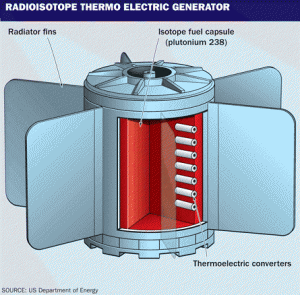 RADIOISOTOPE THERMO ELECTRIC GENERATOR
Radiator fins
Isotope fuel capsule
(plutonium 238)
Thermoelectric converters
SOURCE: US Department of Energy